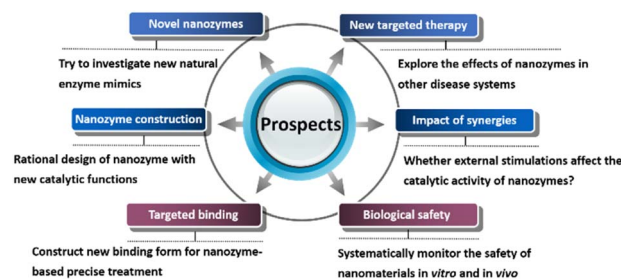 Novel nanozymes
Try to investigate new natural
enzyme mimics
New targeted therapy
Explore the effects of nanozymes in
other disease systems
Nanozyme construction
Rational design of nanozyme with
new catalytic functions
Prospects
Impact of synergies
Whether external stimulations affect the
catalytic activity of nanozymes?
Targeted binding
Construct new binding form for nanozyme-
based precise treatment
Biological safety
Systematically monitor the safety of
nanomaterials in vitro and in vivo